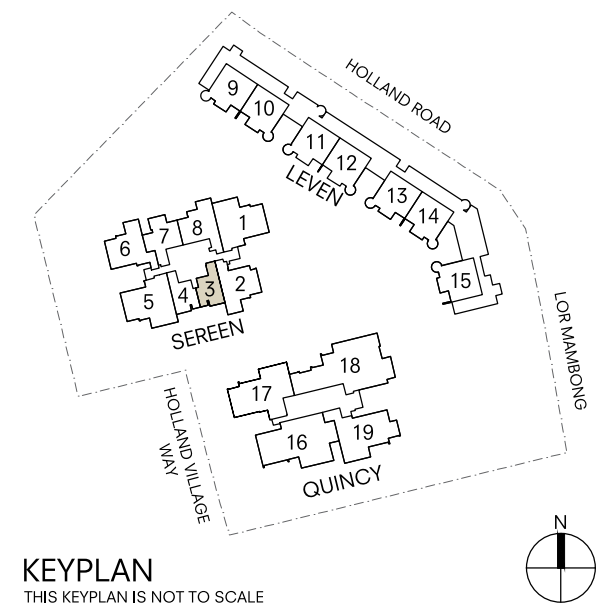 HOLLAND ROAD
9
10
11
12
LEVEN
13
14
15
LOR MAMBONG
1
8
7
6
5
4
3
2
SEREEN
18
17
16
19
QUINCY
HOLLAND VILLAGE
WAY
N
KEYPLAN
THIS KEYPLAN IS NOT TO SCALE